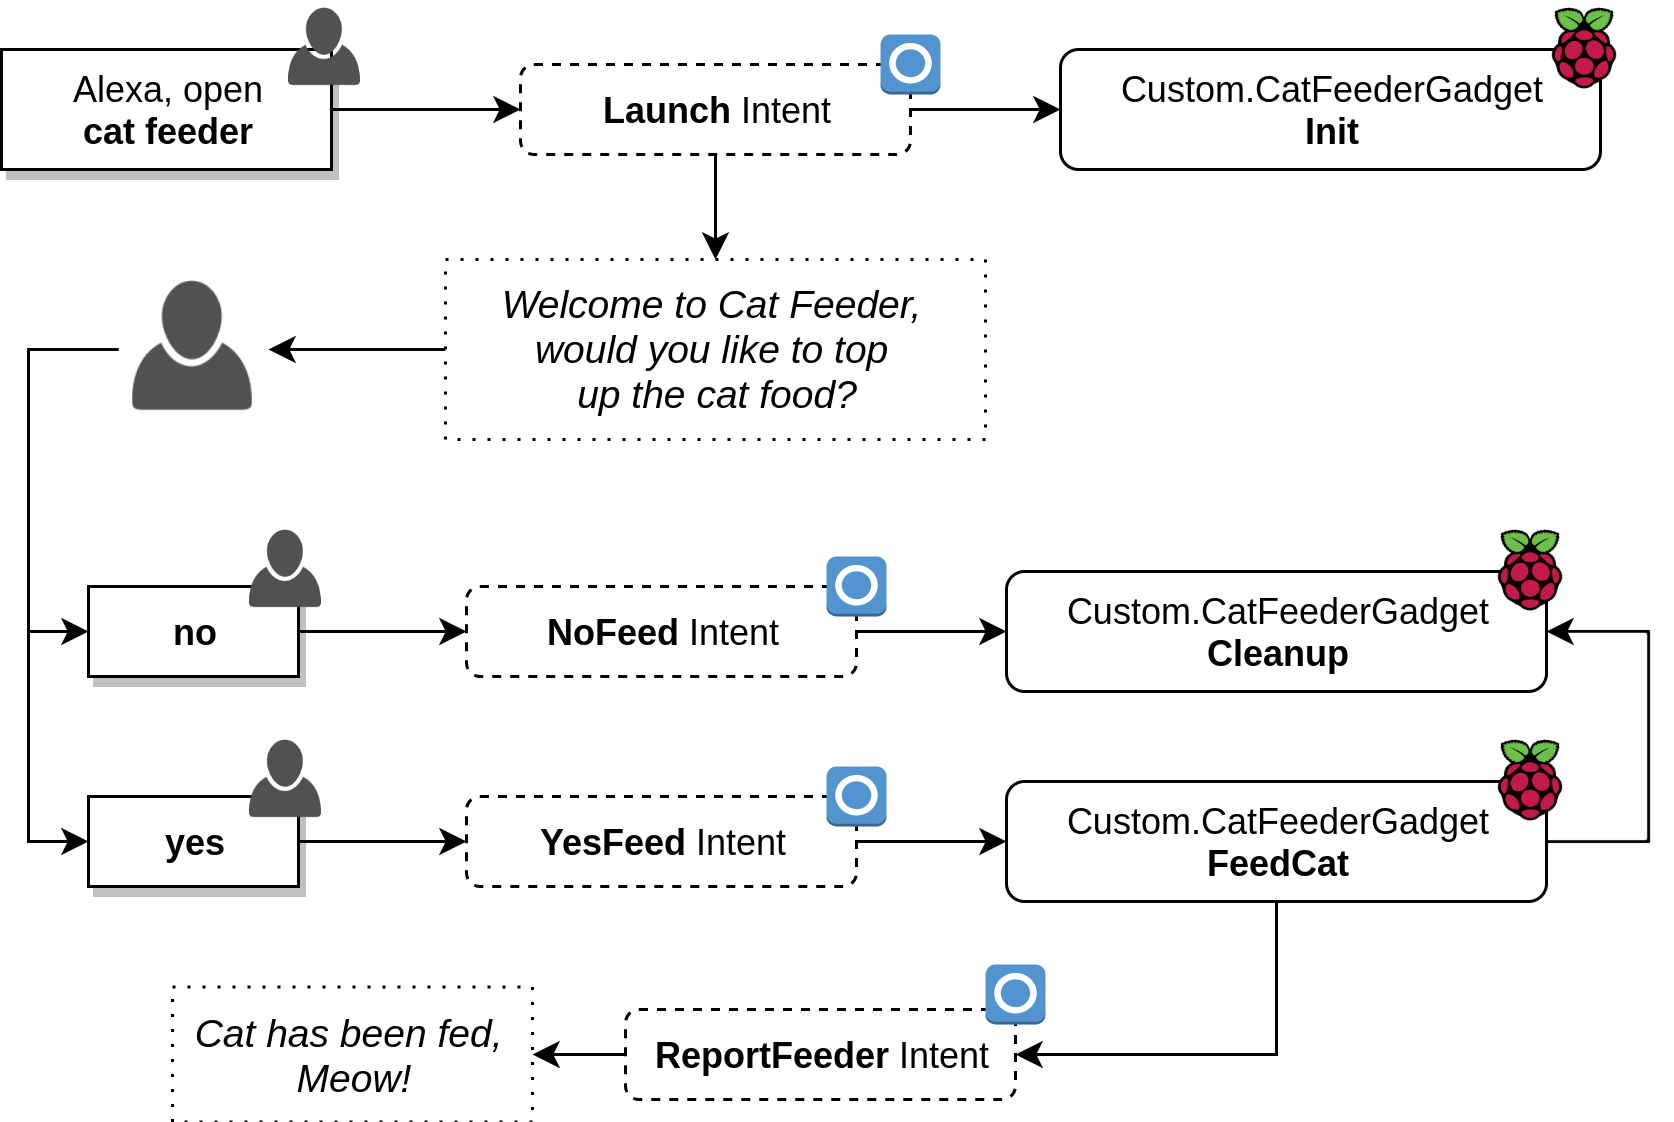 Alexa, open
cat feeder
Launch Intent
Custom.CatFeederGadget
Init
Welcome to Cat Feeder,
would you like to top
up the cat food?
no
NoFeed Intent
Custom.CatFeederGadget
Cleanup
yes
YesFeed Intent
Custom.CatFeederGadget
FeedCat
Cat has been fed,
Meow!
ReportFeeder Intent